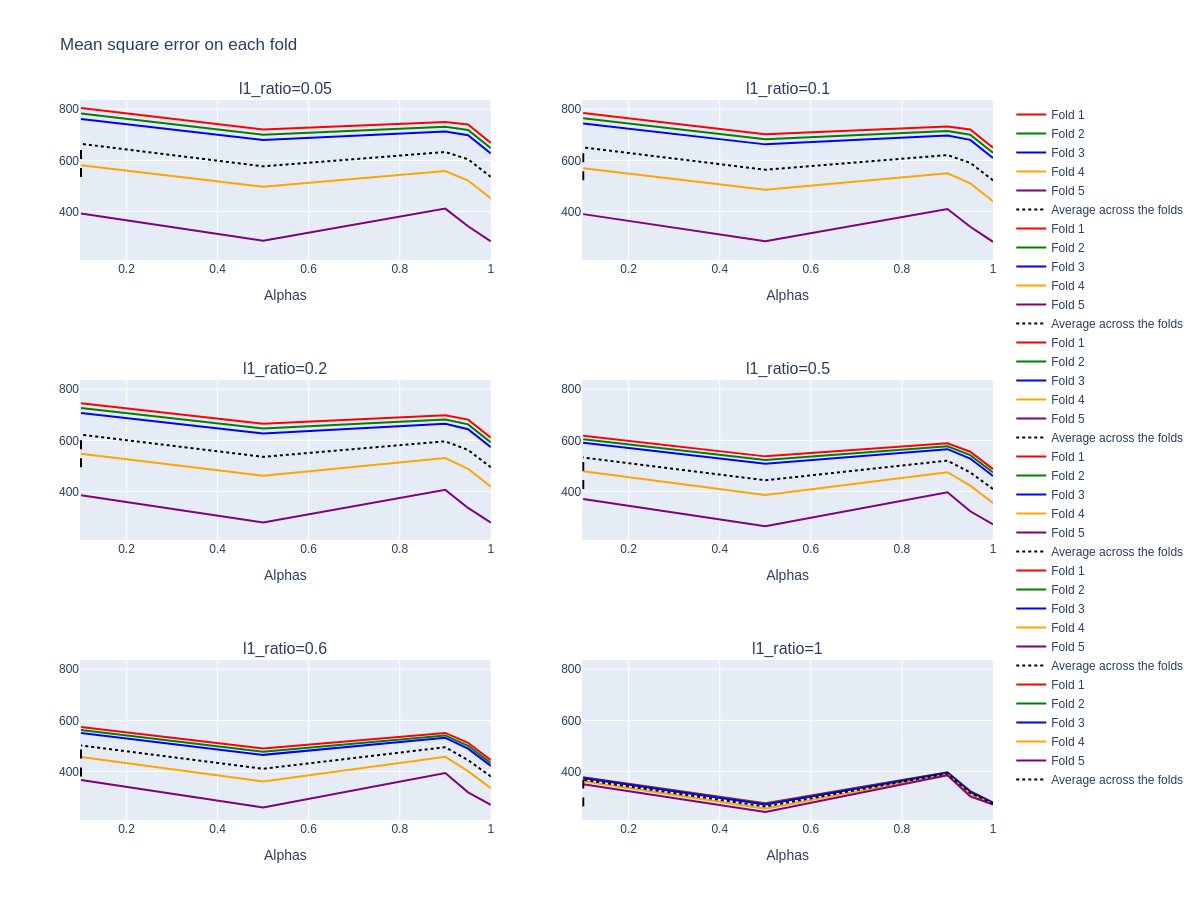 Mean square error on each fold
l1_ratio=0.05
800
600
400
0.2 0.4 0.6 0.8 1
Alphas
l1_ratio=0.1
800
600
400
0.2 0.4 0.6 0.8 1
Alphas
l1_ratio=0.2
800
600
400
0.2 0.4 0.6 0.8 1
Alphas
l1_ratio=0.5
800
600
400
0.2 0.4 0.6 0.8 1
Alphas
l1_ratio=0.6
800
600
400
0.2 0.4 0.6 0.8 1
Alphas
l1_ratio=1
800
600
400
0.2 0.4 0.6 0.8 1
Alphas
Fold 1
Fold 2
Fold 3
Fold 4
Fold 5
Average across the folds
Fold 1
Fold 2
Fold 3
Fold 4
Fold 5
Average across the folds
Fold 1
Fold 2
Fold 3
Fold 4
Fold 5
Average across the folds
Fold 1
Fold 2
Fold 3
Fold 4
Fold 5
Average across the folds
Fold 1
Fold 2
Fold 3
Fold 4
Fold 5
Average across the folds
Fold 1
Fold 2
Fold 3
Fold 4
Fold 5
Average across the folds